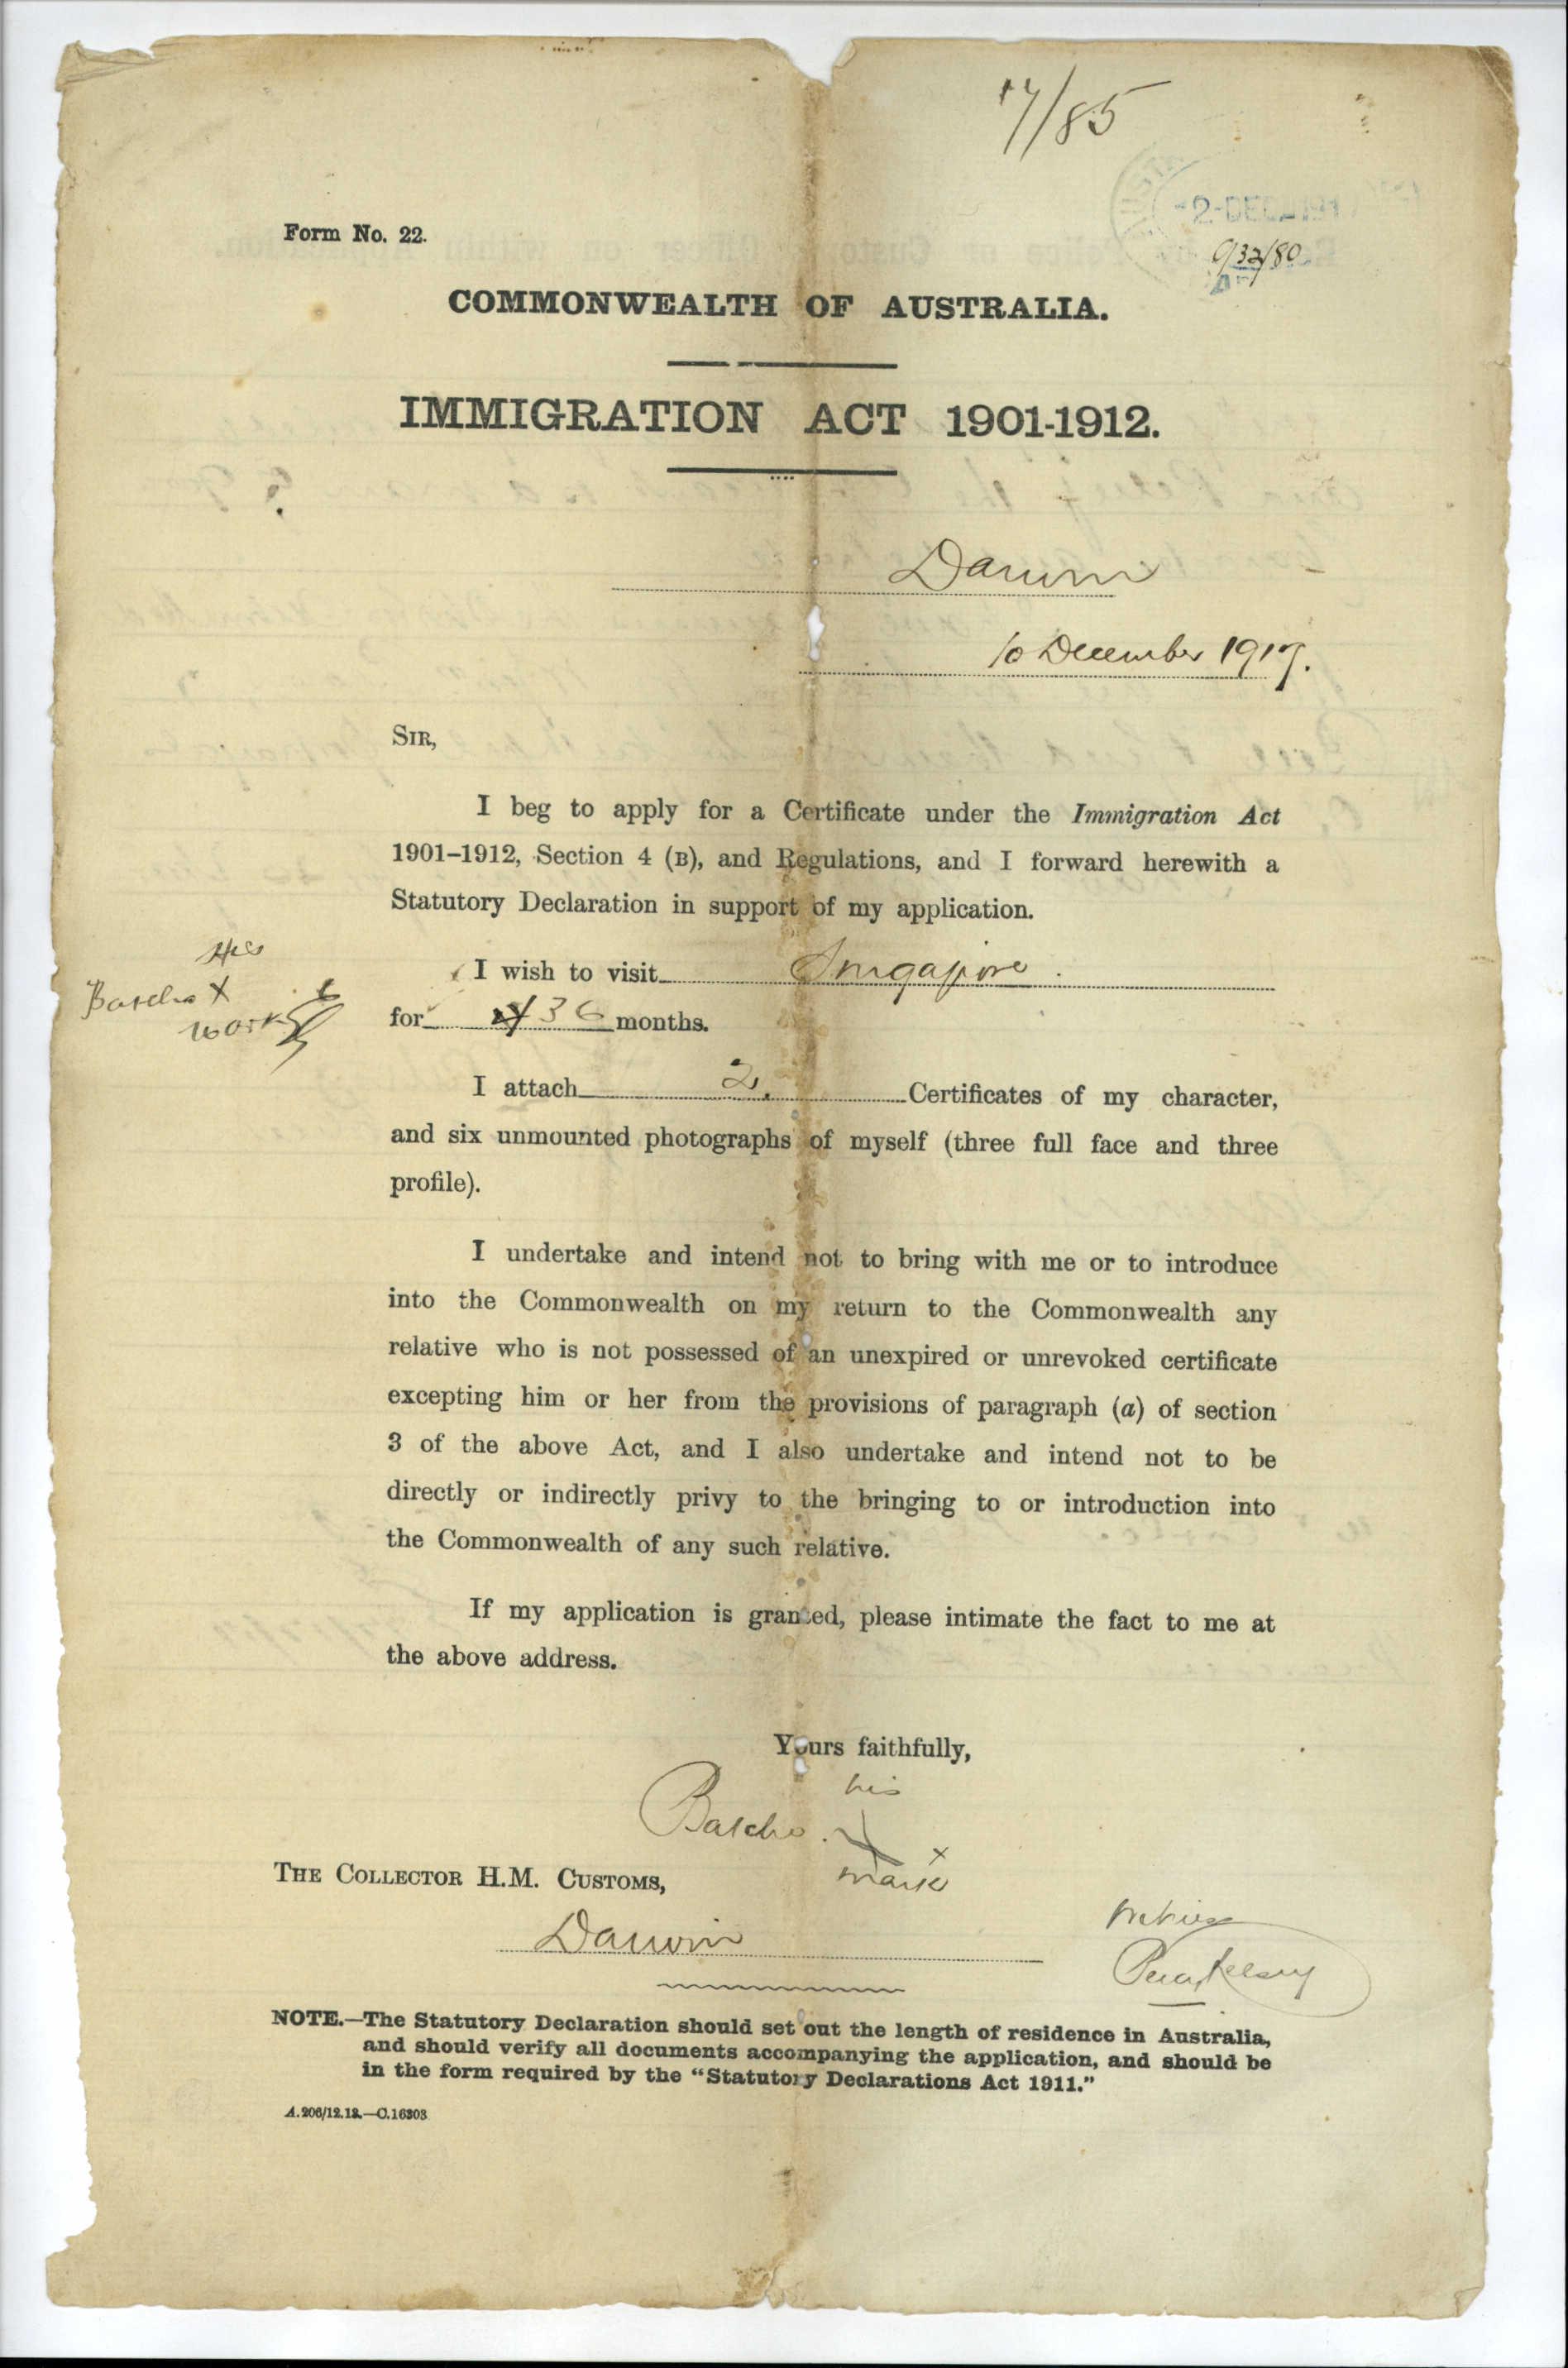 17/85
2-DEC 191
Form No. 22.
COMMONWEALTH OF AUSTRALIA.
IMMIGRATION ACT 1901-1912.
Darwin
10 December 1917.
SIR,
I beg to apply for a Certificate under the Immigration Act
1901–1912, Section 4 (B), and Regulations, and I forward herewith a
Statutory Declaration in support of my application.
I wish to visit Singapore.
for 36 months.
his
Batcho X
mark
I attach 2. Certificates of my character,
and six unmounted photographs of myself (three full face and three
profile).
I undertake and intend not to bring with me or to introduce
into the Commonwealth on my return to the Commonwealth any
relative who is not possessed of an unexpired or unrevoked certificate
excepting him or her from the provisions of paragraph (a) of section
3 of the above Act, and I also undertake and intend not to be
directly or indirectly privy to the bringing to or introduction into
the Commonwealth of any such relative.
If my application is granted, please intimate the fact to me at
the above address.
Yours faithfully,
his
Batcho. x
mark
THE COLLECTOR H.M. CUSTOMS,
Darwin
Witness
NOTE.—The Statutory Declaration should set out the length of residence in Australia,
and should verify all documents accompanying the application, and should be
in the form required by the "Statutory Declarations Act 1911."
A.206/12.12.—C.16303